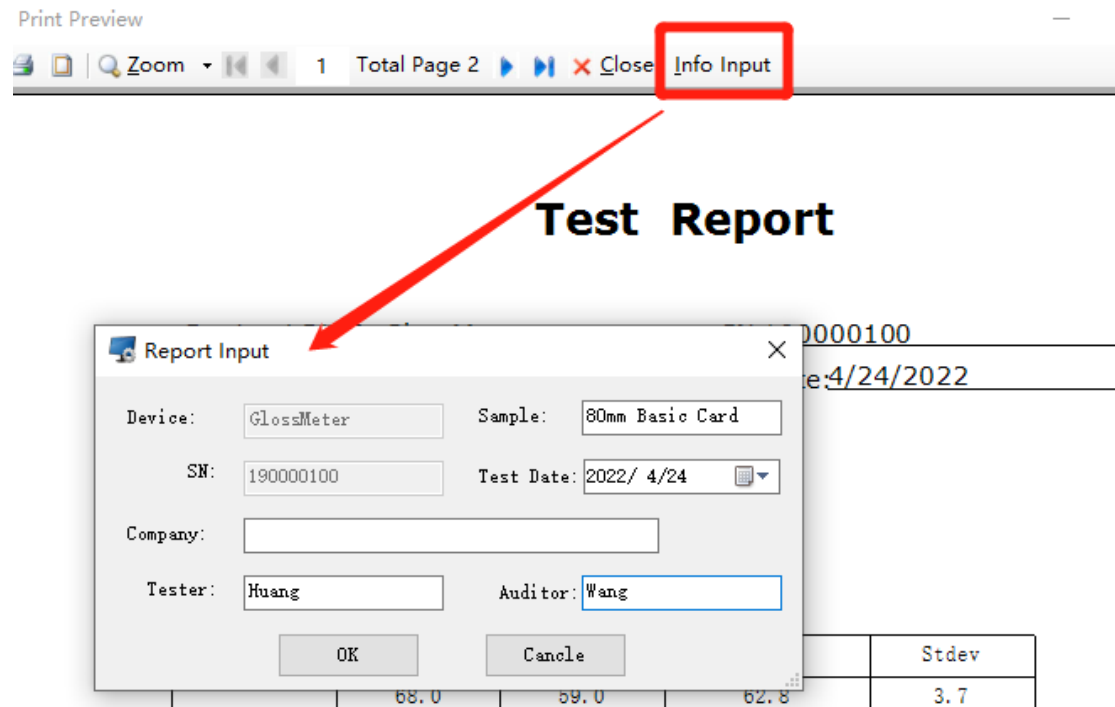 Print Preview
Zoom 1 Total Page 2 Close Info Input
Test Report
190000100
4/24/2022
Report Input
Device: GlossMeter Sample: 80mm Basic Card
SN: 190000100 Test Date: 2022/ 4/24
Company:
Tester: Huang Auditor: Wang
OK Cancle
Stdev
68.0 59.0 62.8 3.7